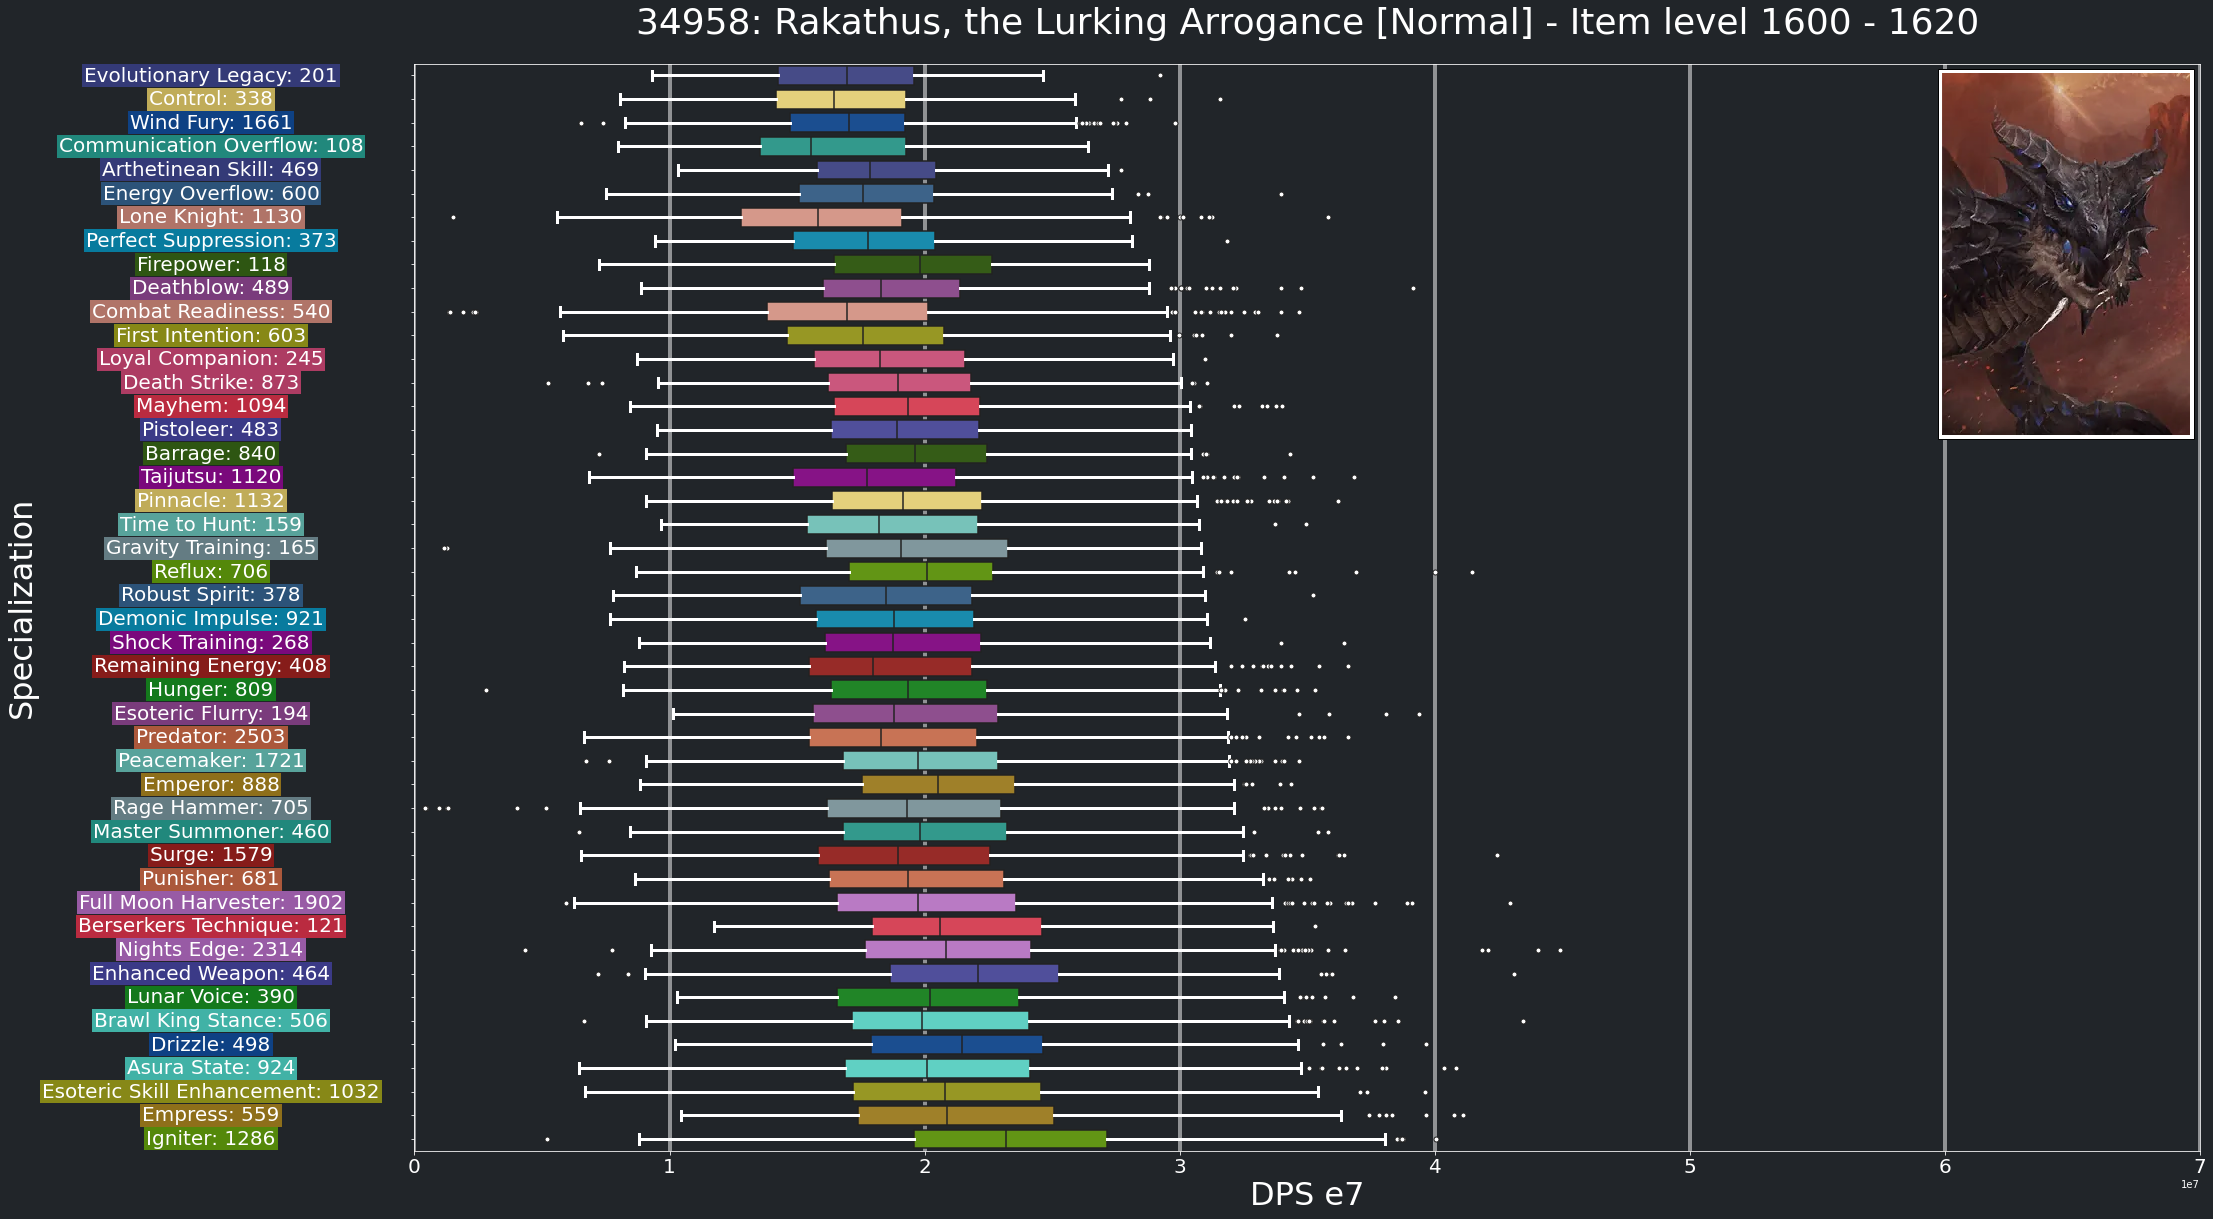 34958: Rakathus, the Lurking Arrogance [Normal] - Item level 1600 - 1620
Specialization
Evolutionary Legacy: 201
Control: 338
Wind Fury: 1661
Communication Overflow: 108
Arthetinean Skill: 469
Energy Overflow: 600
Lone Knight: 1130
Perfect Suppression: 373
Firepower: 118
Deathblow: 489
Combat Readiness: 540
First Intention: 603
Loyal Companion: 245
Death Strike: 873
Mayhem: 1094
Pistoleer: 483
Barrage: 840
Taijutsu: 1120
Pinnacle: 1132
Time to Hunt: 159
Gravity Training: 165
Reflux: 706
Robust Spirit: 378
Demonic Impulse: 921
Shock Training: 268
Remaining Energy: 408
Hunger: 809
Esoteric Flurry: 194
Predator: 2503
Peacemaker: 1721
Emperor: 888
Rage Hammer: 705
Master Summoner: 460
Surge: 1579
Punisher: 681
Full Moon Harvester: 1902
Berserkers Technique: 121
Nights Edge: 2314
Enhanced Weapon: 464
Lunar Voice: 390
Brawl King Stance: 506
Drizzle: 498
Asura State: 924
Esoteric Skill Enhancement: 1032
Empress: 559
Igniter: 1286
0 1 2 3 4 5 6 7
DPS e7
1e7